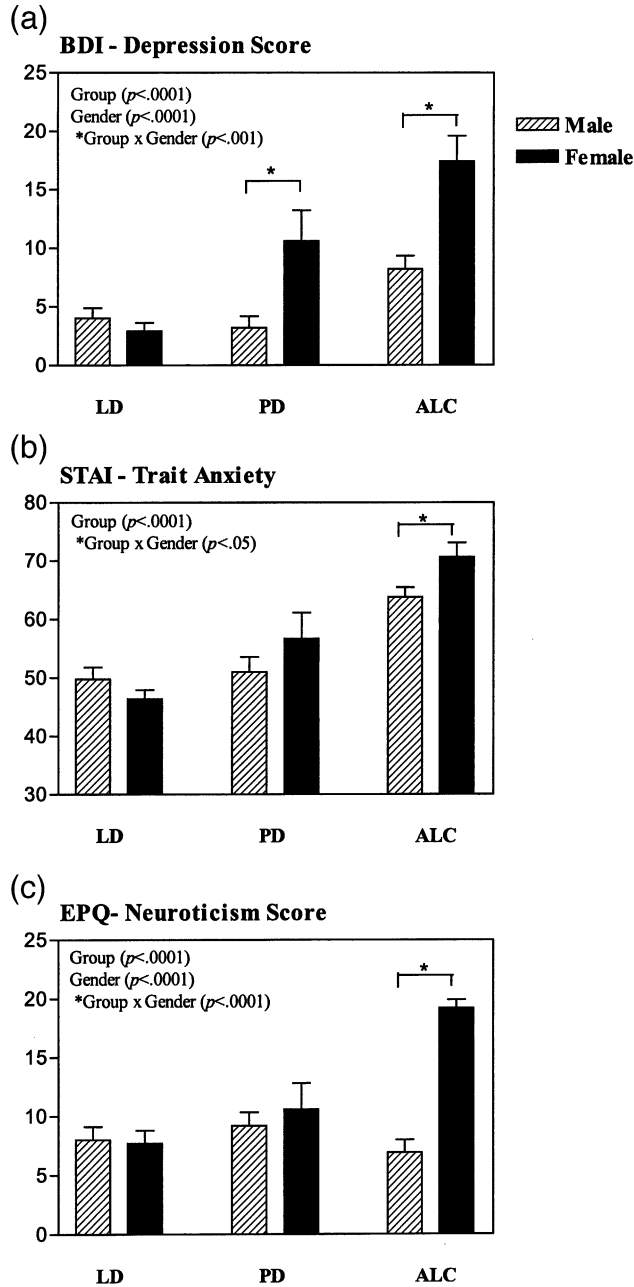 (a)
BDI - Depression Score
25
20
15
10
5
0
Group (p<.0001)
Gender (p<.0001)
*Group x Gender (p<.001)
*
*
Male
Female
LD PD ALC
(b)
STAI - Trait Anxiety
80
70
60
50
40
30
Group (p<.0001)
*Group x Gender (p<.05)
*
LD PD ALC
(c)
EPQ- Neuroticism Score
25
20
15
10
5
0
Group (p<.0001)
Gender (p<.0001)
*Group x Gender (p<.0001)
*
LD PD ALC